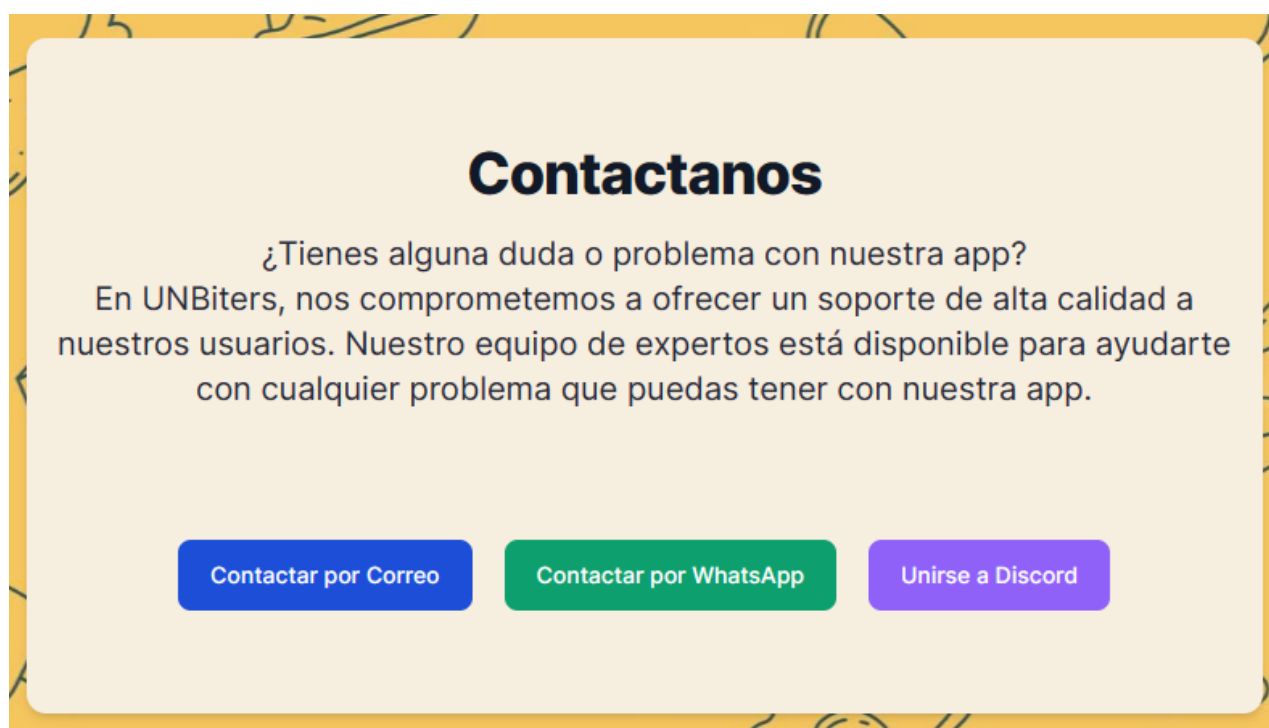 Contactanos
¿Tienes alguna duda o problema con nuestra app?
En UNBiters, nos comprometemos a ofrecer un soporte de alta calidad a
nuestros usuarios. Nuestro equipo de expertos está disponible para ayudarte
con cualquier problema que puedas tener con nuestra app.
Contactar por Correo
Contactar por WhatsApp
Unirse a Discord